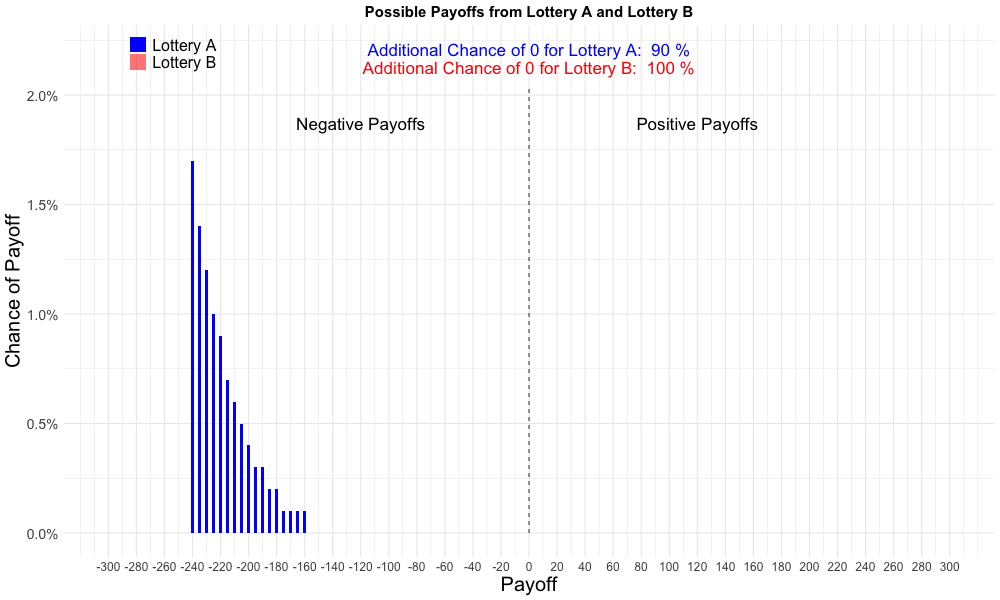 Possible Payoffs from Lottery A and Lottery B
Lottery A
Lottery B
Additional Chance of 0 for Lottery A:  90 %
Additional Chance of 0 for Lottery B:  100 %
Negative Payoffs
Positive Payoffs
Chance of Payoff
2.0%
1.5%
1.0%
0.5%
0.0%
-300 -280 -260 -240 -220 -200 -180 -160 -140 -120 -100 -80 -60 -40 -20 0 20 40 60 80 100 120 140 160 180 200 220 240 260 280 300
Payoff